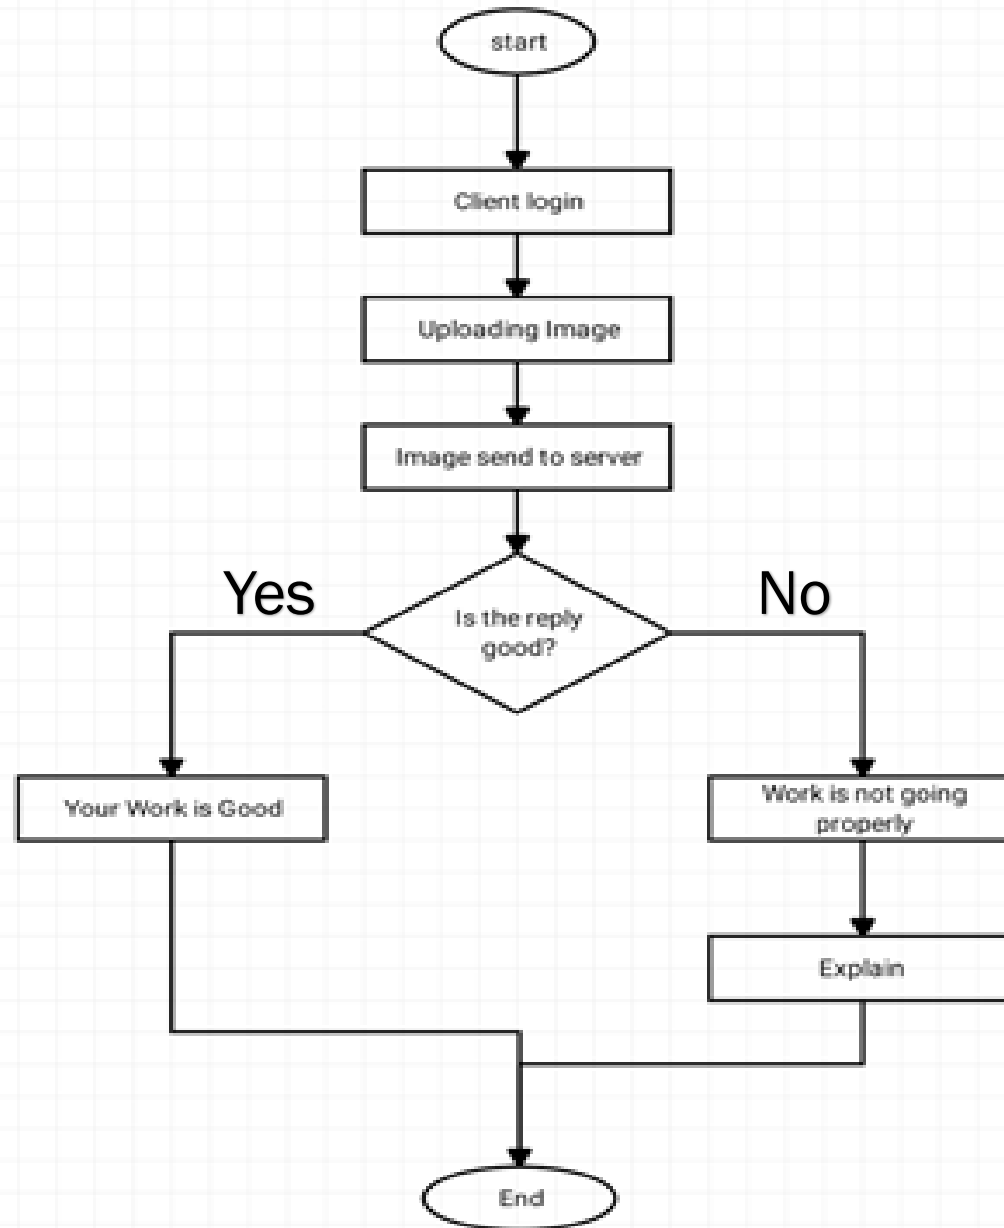 start
Client login
Uploading Image
Image send to server
Yes
No
Is the reply
good?
Your Work is Good
Work is not going
properly
Explain
End